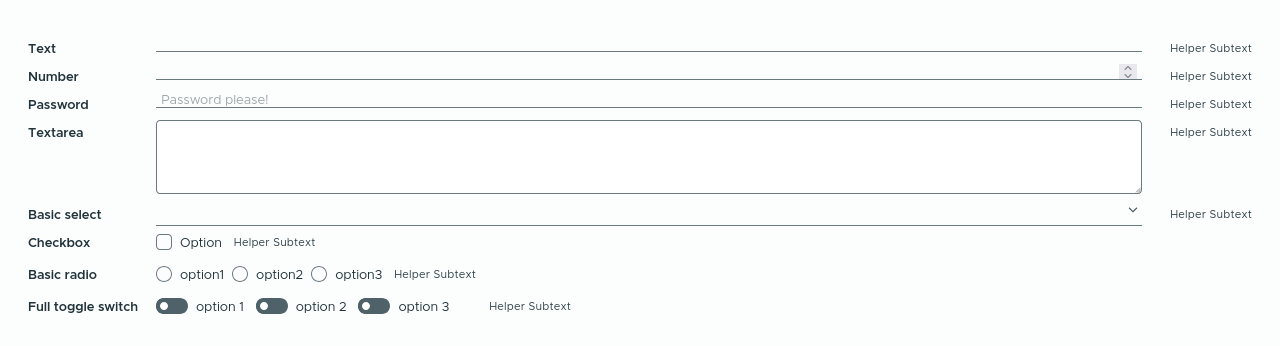 Text Helper Subtext
Number Helper Subtext
Password Password please! Helper Subtext
Textarea Helper Subtext
Basic select Helper Subtext
Checkbox Option Helper Subtext
Basic radio option1 option2 option3 Helper Subtext
Full toggle switch option 1 option 2 option 3 Helper Subtext